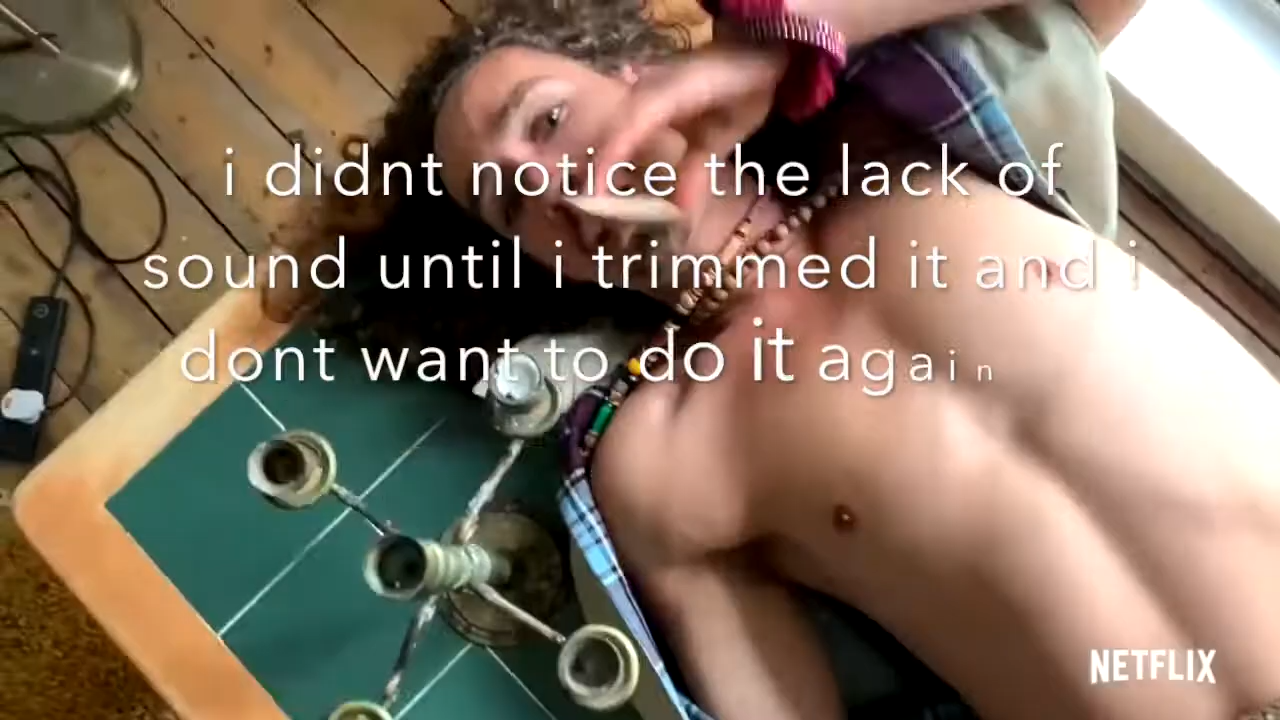 i didnt notice the lack of
sound until i trimmed it and i
dont want to do it again
NETFLIX